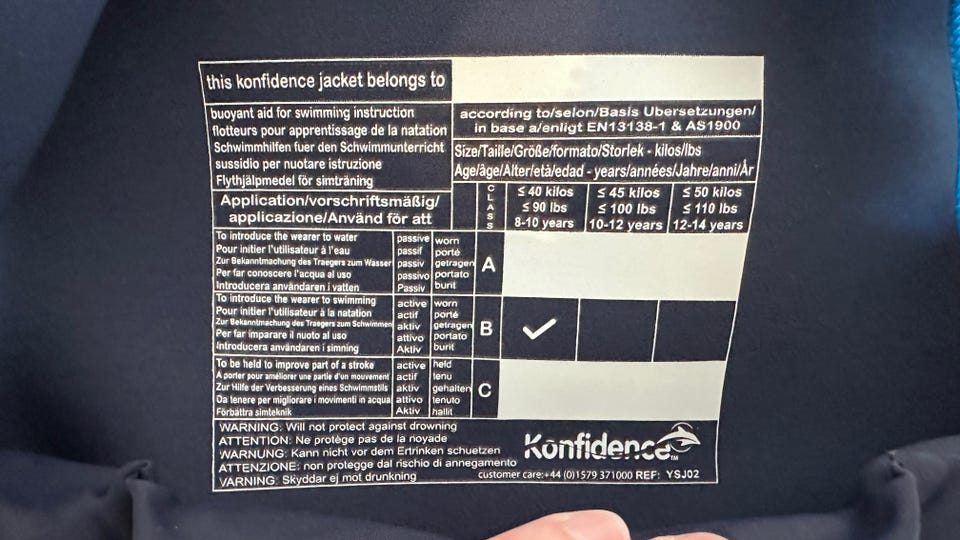 this konfidence jacket belongs to
buoyant aid for swimming instruction
flotteurs pour apprentissage de la natation
Schwimmhilfen fuer den Schwimmunterricht
sussidio per nuotare istruzione
Flythjälpmedel för simträning
according to/selon/Basis Übersetzungen/
in base a/enligt EN13138-1 & AS1900
Size/Taille/Größe/formato/Storlek - kilos/lbs
Age/âge/Alter/età/edad - years/années/Jahre/anni/År
Application/vorschriftsmäßig/
applicazione/Använd för att
CLASS
≤ 40 kilos
≤ 90 lbs
8-10 years
≤ 45 kilos
≤ 100 lbs
10-12 years
≤ 50 kilos
≤ 110 lbs
12-14 years
To introduce the wearer to water passive worn
Pour initier l'utilisateur à l'eau passif porté
Zur Bekanntmachung des Traegers zum Wasser passiv getragen
Per far conoscere l'acqua al uso passivo portato
Introducera användaren i vatten Passiv burit
A
To introduce the wearer to swimming active worn
Pour initier l'utilisateur à la natation actif porté
Zur Bekanntmachung des Traegers zum Schwimmen aktiv getragen
Per far imparare il nuoto al uso attivo portato
Introducera användaren i simning Aktiv burit
B ✓
To be held to improve part of a stroke active held
A porter pour améliorer une partie d'un mouvement actif tenu
Zur Hilfe der Verbesserung eines Schwimmstils aktiv gehalten
Da tenere per migliorare i movimenti in acqua attivo tenuto
Förbättra simteknik Aktiv hallit
C
WARNING: Will not protect against drowning
ATTENTION: Ne protège pas de la noyade
WARNUNG: Kann nicht vor dem Ertrinken schuetzen
ATTENZIONE: non protegge dal rischio di annegamento
VARNING: Skyddar ej mot drunkning
Konfidence™
customer care:+44 (0)1579 371000 REF: YSJ02